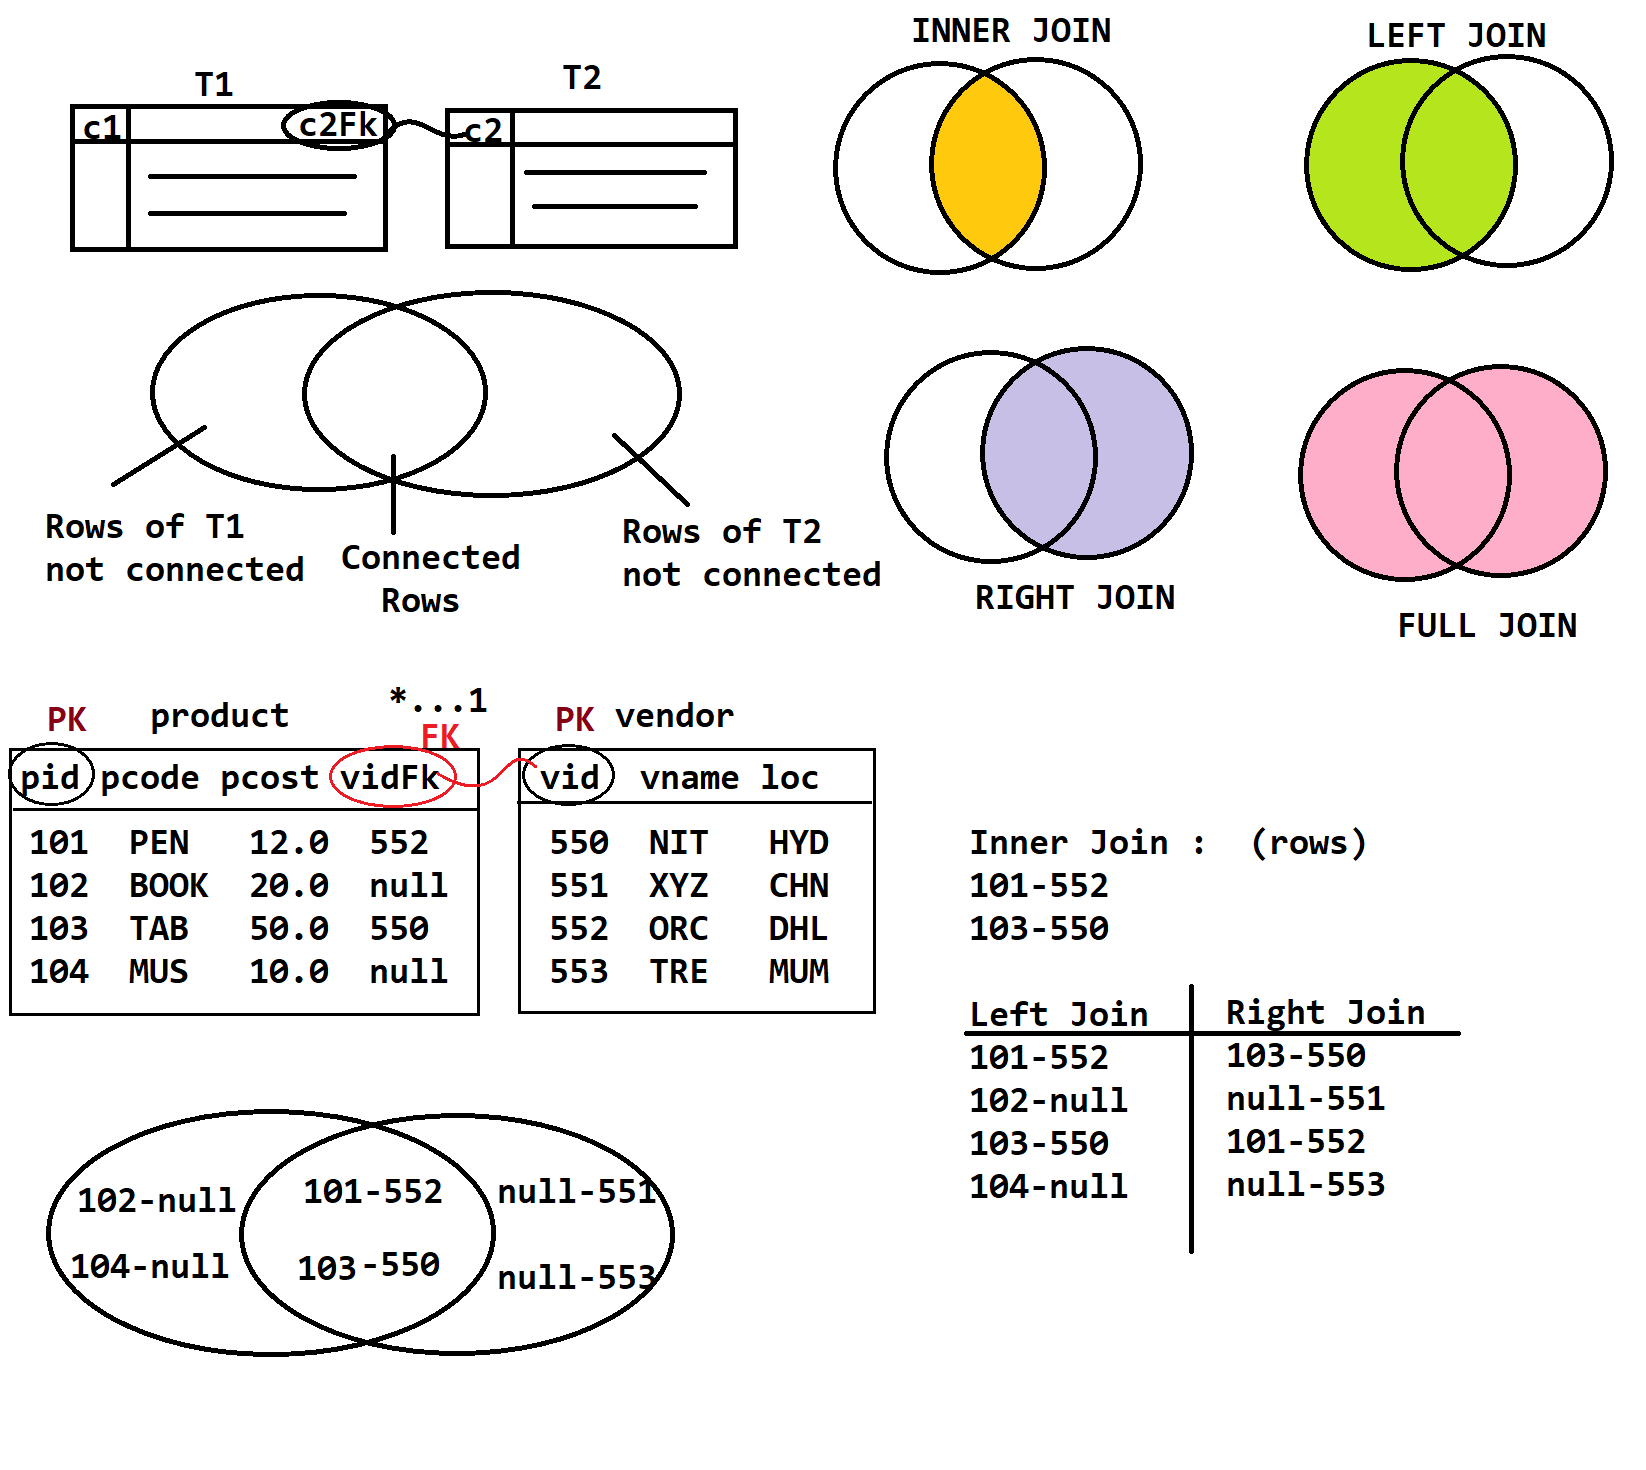 T1
T2
c1 c2Fk
c2
Rows of T1
not connected
Connected
Rows
Rows of T2
not connected
INNER JOIN
LEFT JOIN
RIGHT JOIN
FULL JOIN
PK product *...1
FK
pid pcode pcost vidFk
101 PEN 12.0 552
102 BOOK 20.0 null
103 TAB 50.0 550
104 MUS 10.0 null
PK vendor
vid vname loc
550 NIT HYD
551 XYZ CHN
552 ORC DHL
553 TRE MUM
Inner Join : (rows)
101-552
103-550
Left Join
101-552
102-null
103-550
104-null
Right Join
103-550
null-551
101-552
null-553
102-null 101-552 null-551
104-null 103-550 null-553